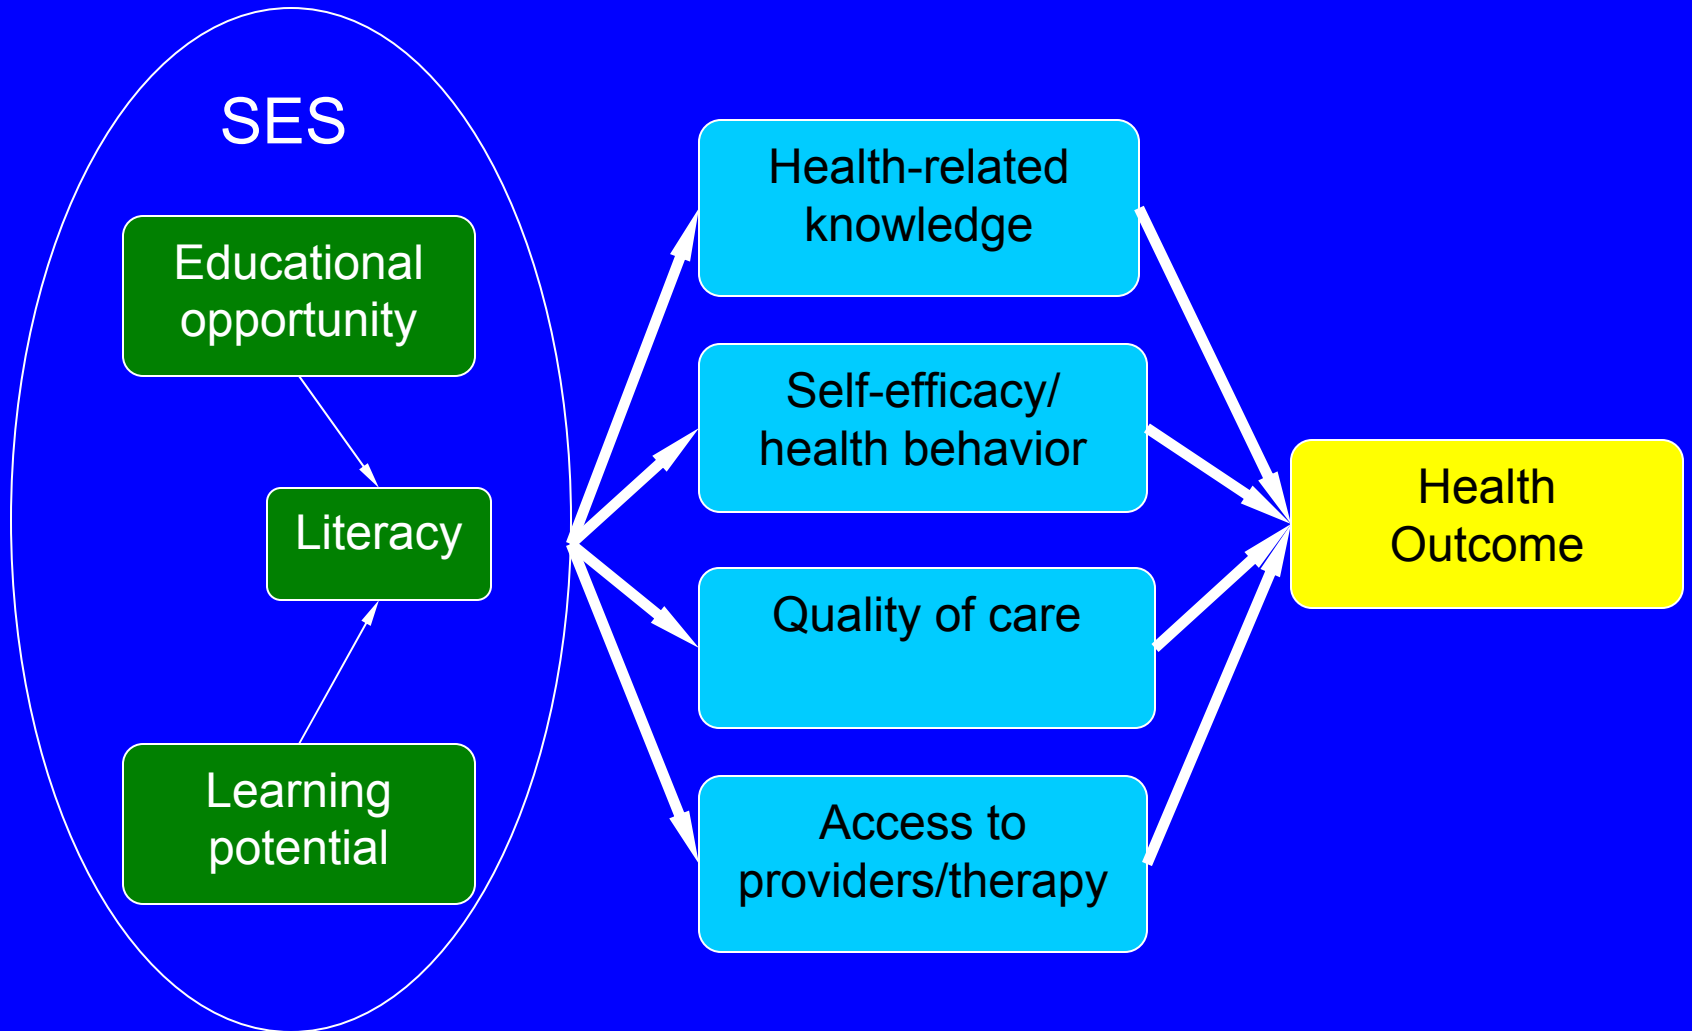 SES
Educational
opportunity
Literacy
Learning
potential
Health-related
knowledge
Self-efficacy/
health behavior
Quality of care
Access to
providers/therapy
Health
Outcome